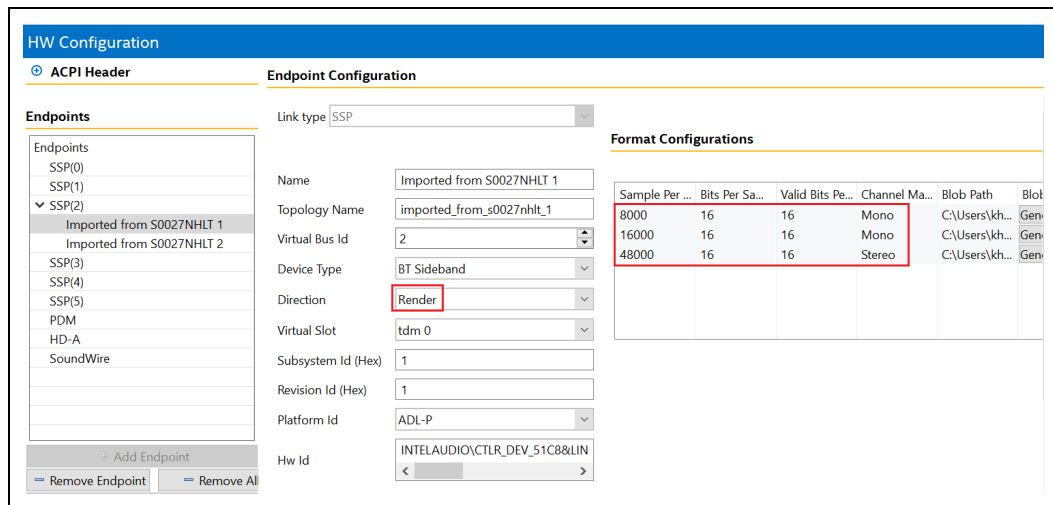 HW Configuration
ACPI Header
Endpoint Configuration
Endpoints
Link type SSP
Format Configurations
Endpoints
SSP(0)
SSP(1)
SSP(2)
Imported from S0027NHLT 1
Imported from S0027NHLT 2
SSP(3)
SSP(4)
SSP(5)
PDM
HD-A
SoundWire
+ Add Endpoint
Remove Endpoint
Remove All
Name Imported from S0027NHLT 1
Topology Name imported_from_s0027nhlt_1
Virtual Bus Id 2
Device Type BT Sideband
Direction Render
Virtual Slot tdm 0
Subsystem Id (Hex) 1
Revision Id (Hex) 1
Platform Id ADL-P
Hw Id INTELAUDIO\CTLR_DEV_51C8&LIN
Sample Per ... Bits Per Sa... Valid Bits Pe... Channel Ma... Blob Path Blob
8000 16 16 Mono C:\Users\kh... Gen
16000 16 16 Mono C:\Users\kh... Gen
48000 16 16 Stereo C:\Users\kh... Gen